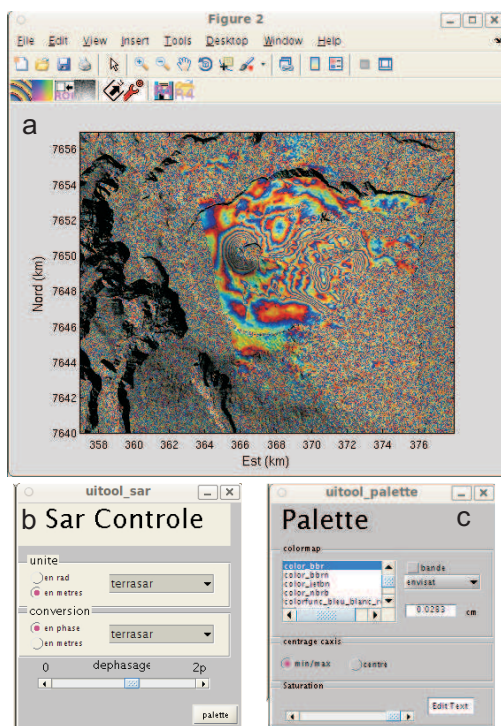 Figure 2
File Edit View Insert Tools Desktop Window Help
a
7656
7654
7652
7650
7648
7646
7644
7642
7640
Nord (km)
358 360 362 364 366 368 370 372 374 376
Est (km)
uitool_sar
b Sar Controle
unite
en rad
en metres
terrasar
conversion
en phase
en metres
terrasar
0 dephasage 2p
palette
uitool_palette
Palette
c
colormap
color_bbr
color_bbrn
color_ietbn
color_nbrb
colorfunc_bleu_blanc_r
bande
envisat
0.0283 cm
centrage caxis
min/max
centre
Saturation
Edit Text